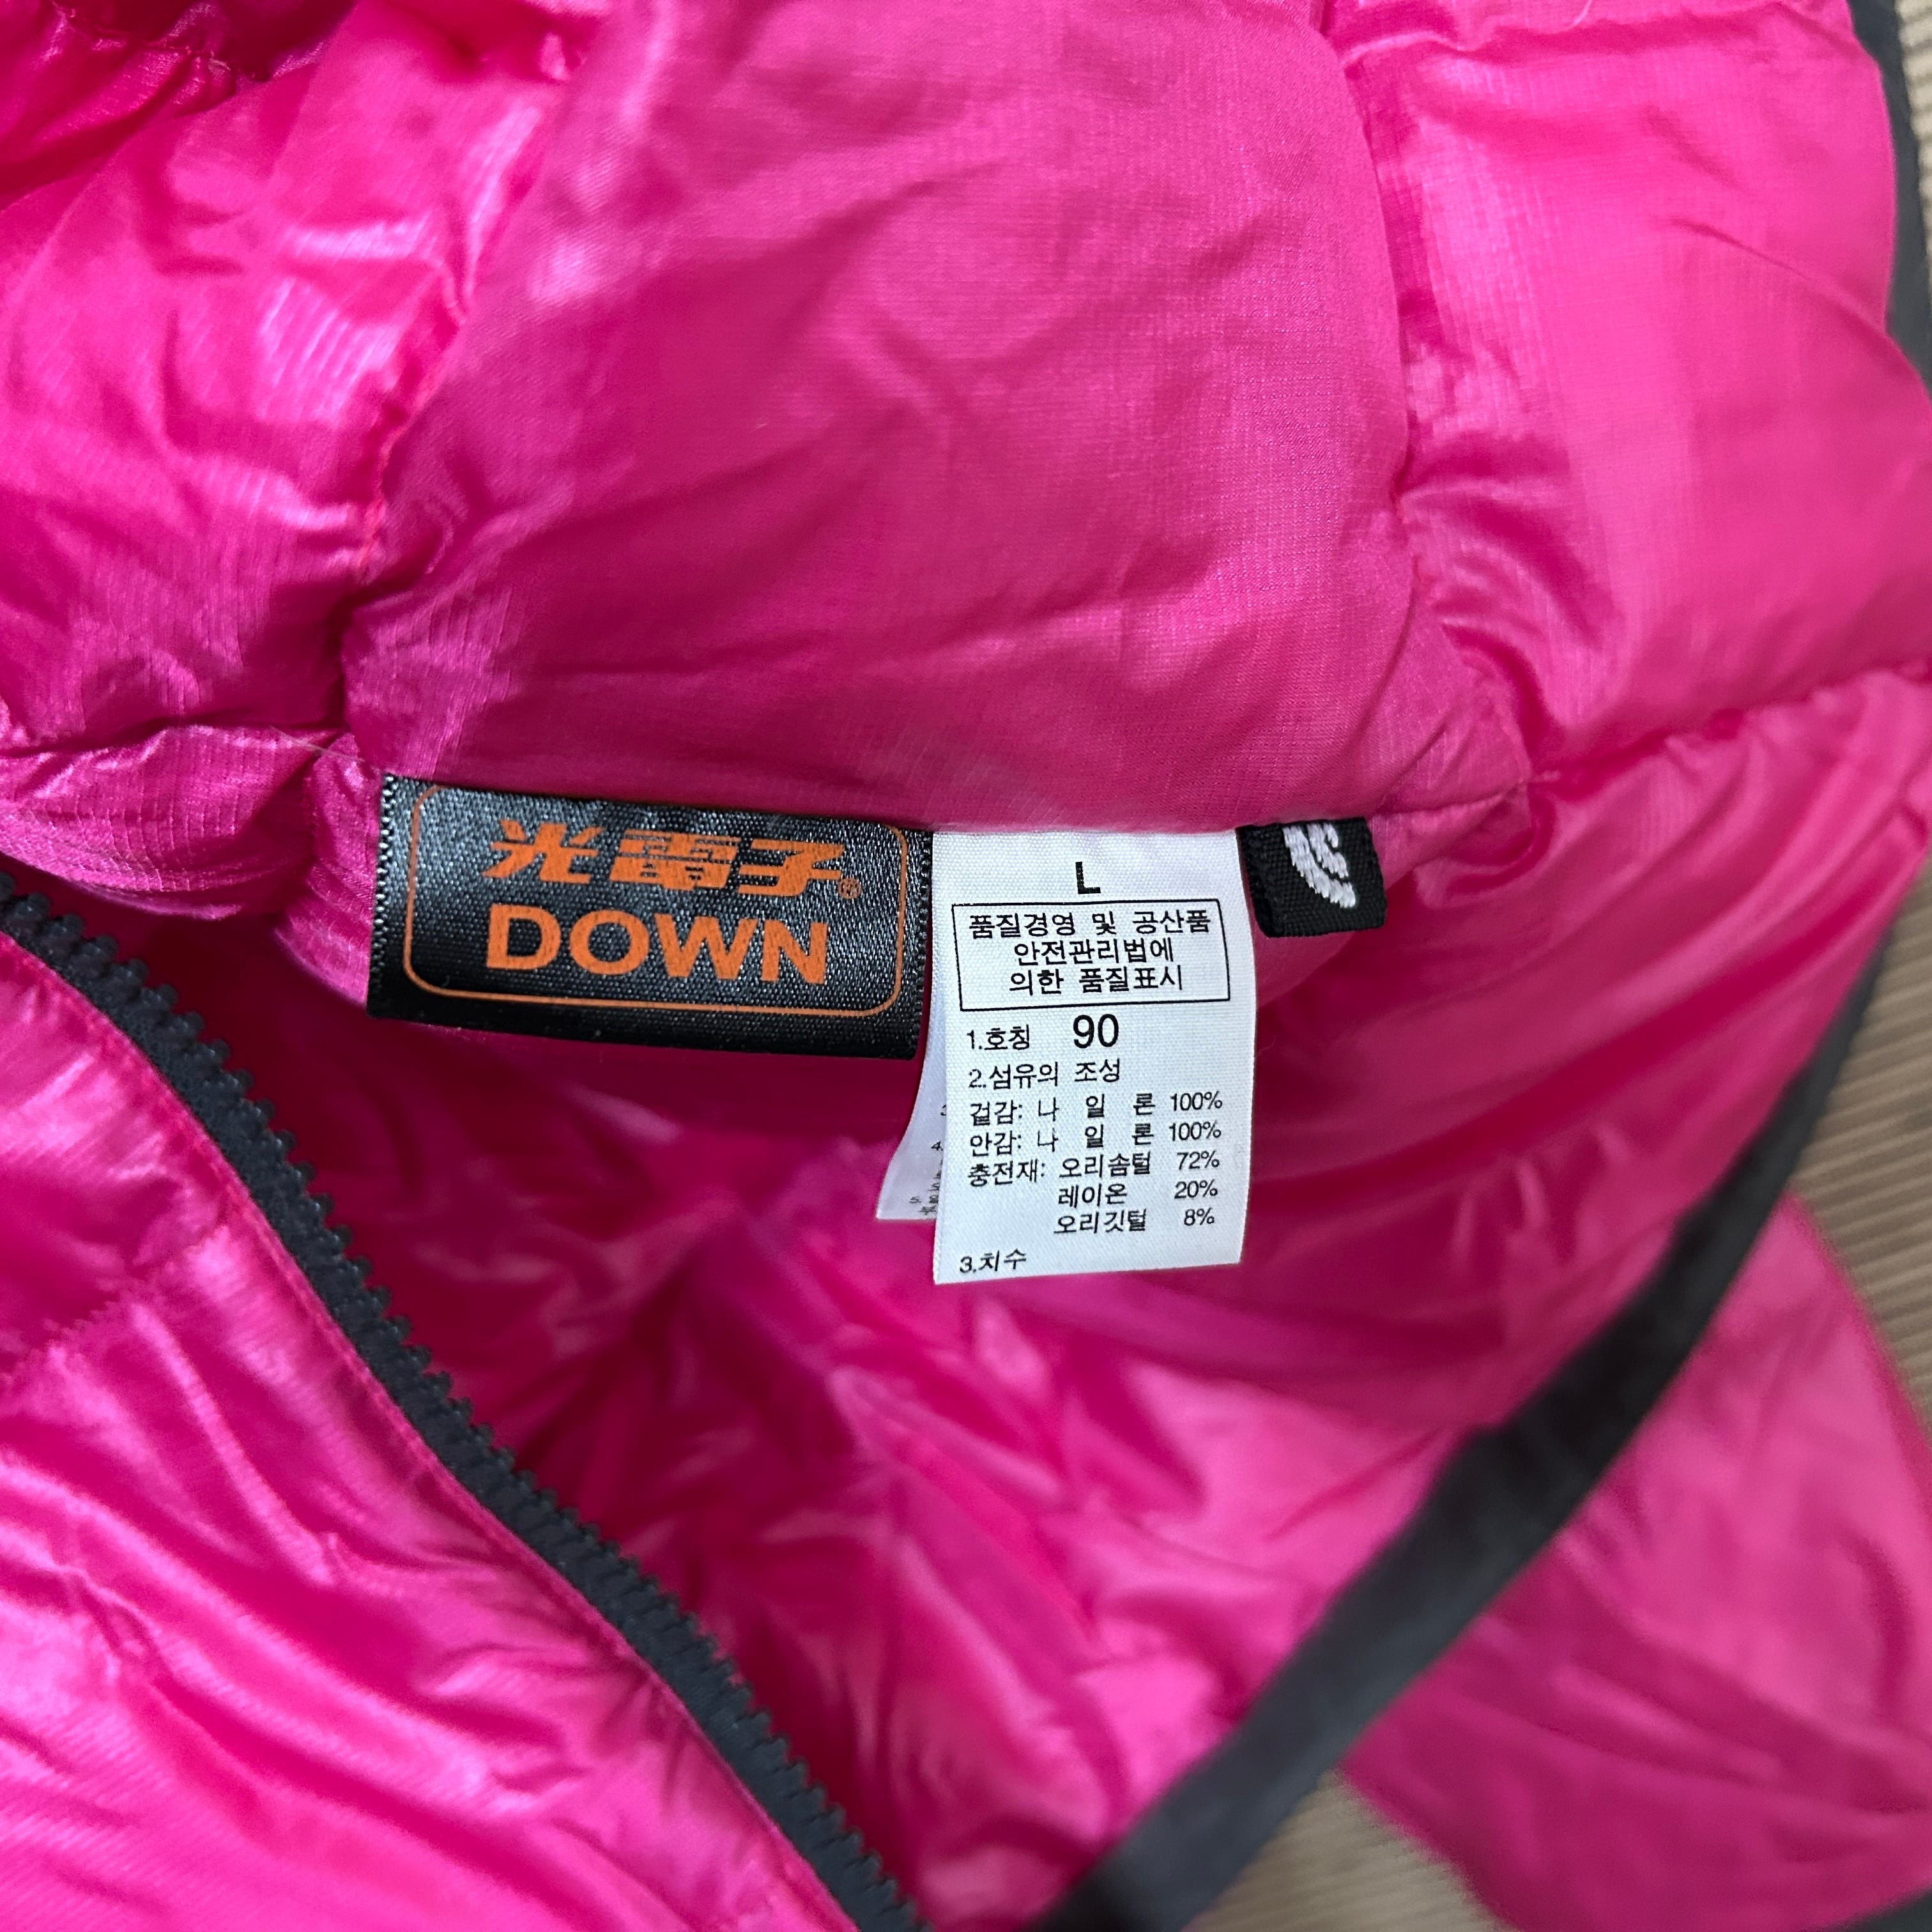 光電子®
DOWN
L
품질경영 및 공산품
안전관리법에
의한 품질표시
1.호칭 90
2.섬유의 조성
겉감: 나 일 론 100%
안감: 나 일 론 100%
충전재: 오리솜털 72%
레이온 20%
오리깃털 8%
3.치수